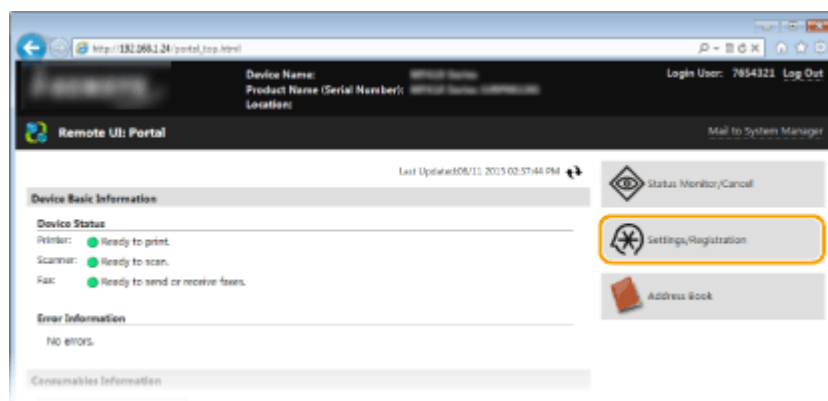 http://192.168.1.24/portal_top.html
Device Name:
Product Name (Serial Number):
Location:
Login User: 7654321 Log Out
Remote UI: Portal
Mail to System Manager
Last Updated:08/11 2015 02:57:44 PM
Device Basic Information
Device Status
Printer: Ready to print.
Scanner: Ready to scan.
Fax: Ready to send or receive faxes.
Error Information
No errors.
Consumables Information
Status Monitor/Cancel
Settings/Registration
Address Book